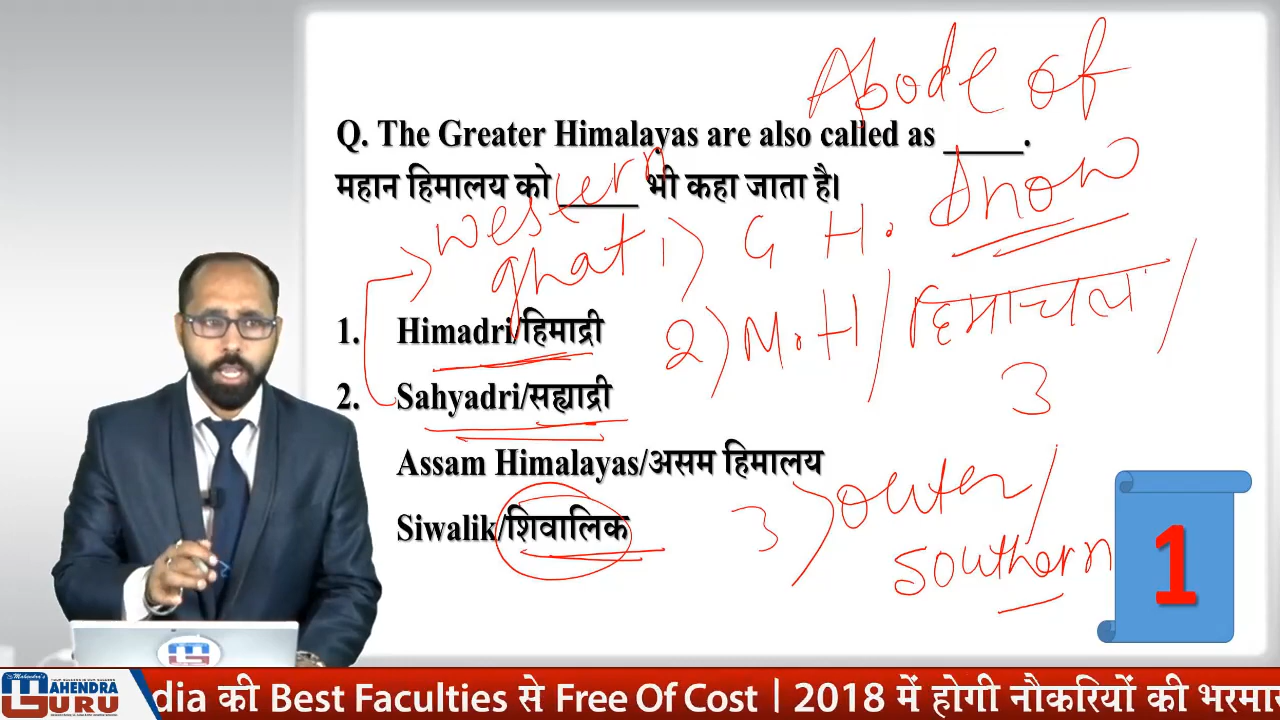 Abode of
Snow
Q. The Greater Himalayas are also called as _____.
महान हिमालय को _____ भी कहा जाता है।
western
ghat
1) G H.
1. Himadri/हिमाद्री
2) M.H/हिमाचल/
3
2. Sahyadri/सह्याद्री
Assam Himalayas/असम हिमालय
Siwalik/शिवालिक
3) outer/
southern
1
Mahendra's
MAHENDRA
GURU
dia की Best Faculties से Free Of Cost | 2018 में होगी नौकरियों की भरमार